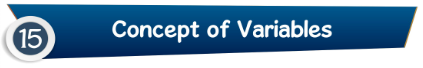 15 Concept of Variables